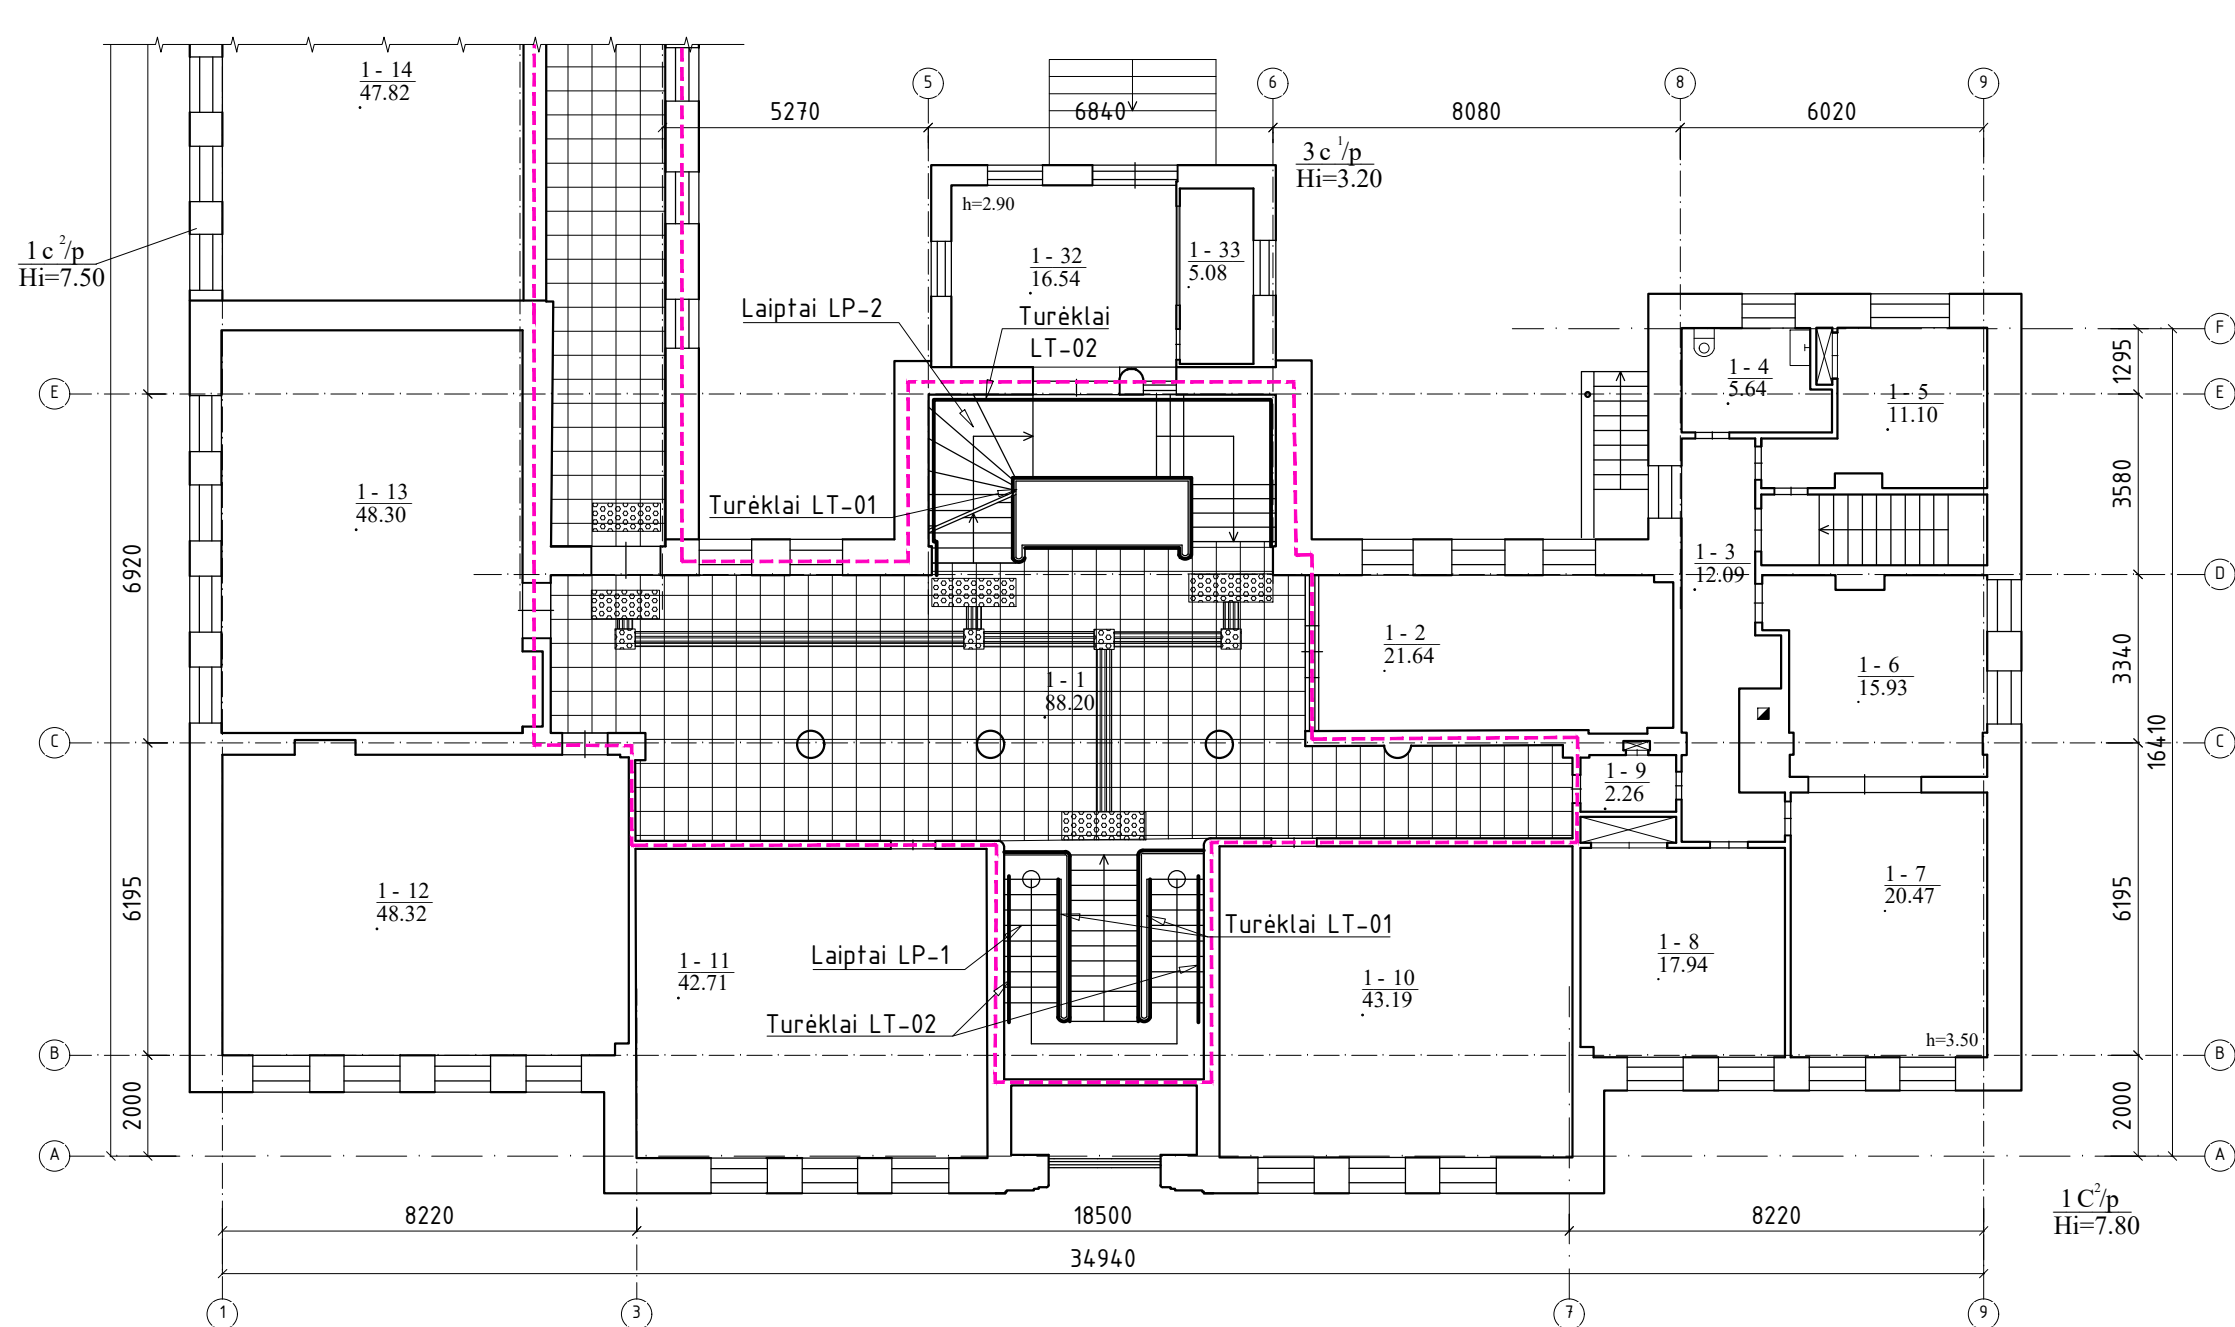 1 - 14
47.82
5
6
8
9
5270
6840
8080
6020
3 c ¹/p
Hi=3.20
h=2.90
1 c ²/p
Hi=7.50
1 - 32
16.54
1 - 33
5.08
Laiptai LP-2
Turėklai
LT-02
F
1295
1 - 4
5.64
1 - 5
11.10
E
E
3580
1 - 13
48.30
Turėklai LT-01
6920
1 - 3
12.09
D
1 - 2
21.64
3340
1 - 1
88.20
1 - 6
15.93
16410
C
C
1 - 9
2.26
1 - 12
48.32
6195
6195
1 - 7
20.47
Turėklai LT-01
Laiptai LP-1
1 - 11
42.71
1 - 10
43.19
1 - 8
17.94
Turėklai LT-02
h=3.50
B
B
2000
2000
A
A
8220
18500
8220
1 C²/p
Hi=7.80
34940
1
3
7
9